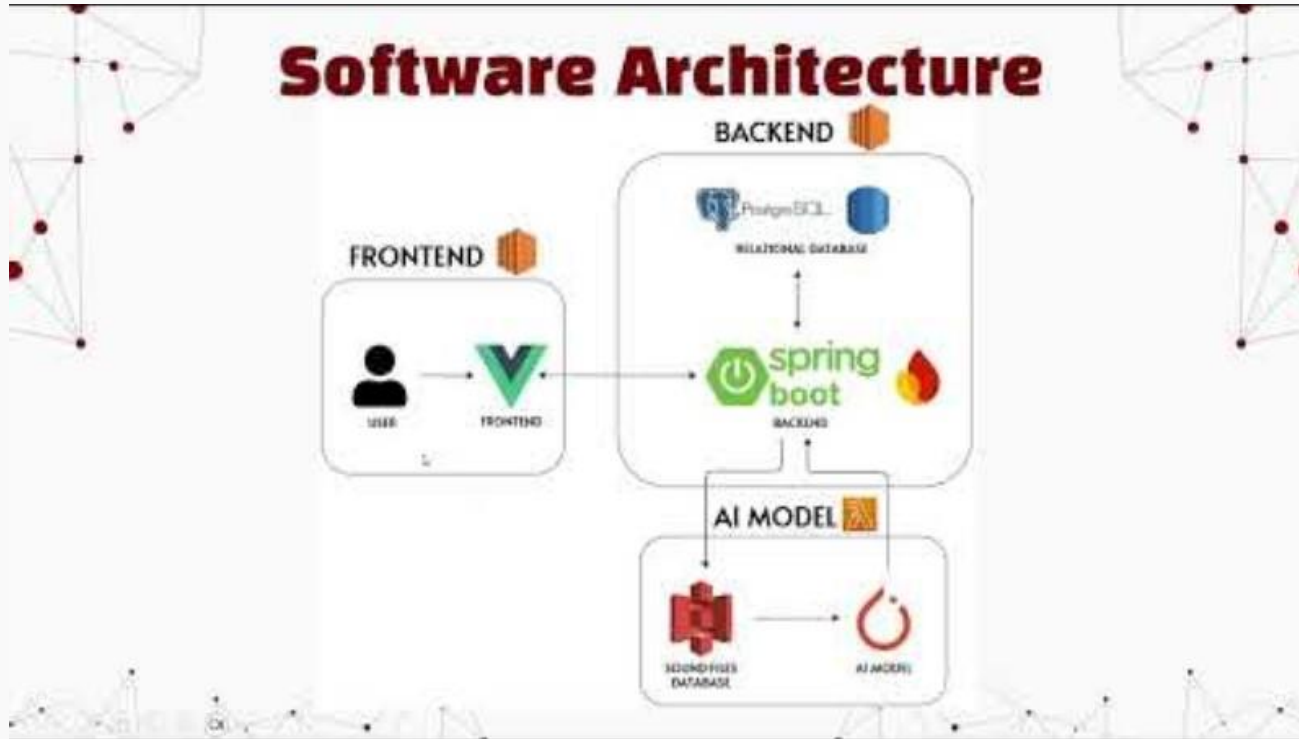 Software Architecture
BACKEND
PostgreSQL
RELATIONAL DATABASE
FRONTEND
spring
boot
USER
FRONTEND
BACKEND
AI MODEL
SOUND FILES
DATABASE
AI MODEL